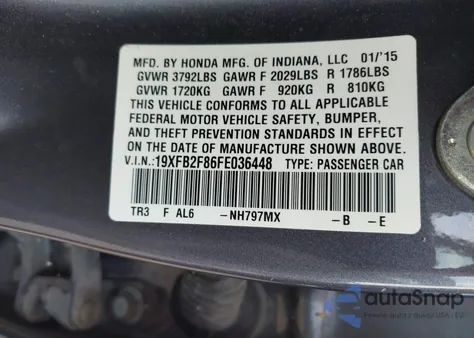 MFD. BY HONDA MFG. OF INDIANA, LLC 01/'15
GVWR 3792LBS GAWR F 2029LBS R 1786LBS
GVWR 1720KG GAWR F 920KG R 810KG
THIS VEHICLE CONFORMS TO ALL APPLICABLE
FEDERAL MOTOR VEHICLE SAFETY, BUMPER,
AND THEFT PREVENTION STANDARDS IN EFFECT ON
THE DATE OF MANUFACTURE SHOWN ABOVE.
V.I.N.: 19XFB2F86FE036448 TYPE: PASSENGER CAR
TR3 F AL6 -NH797MX -B -E
autoSnap